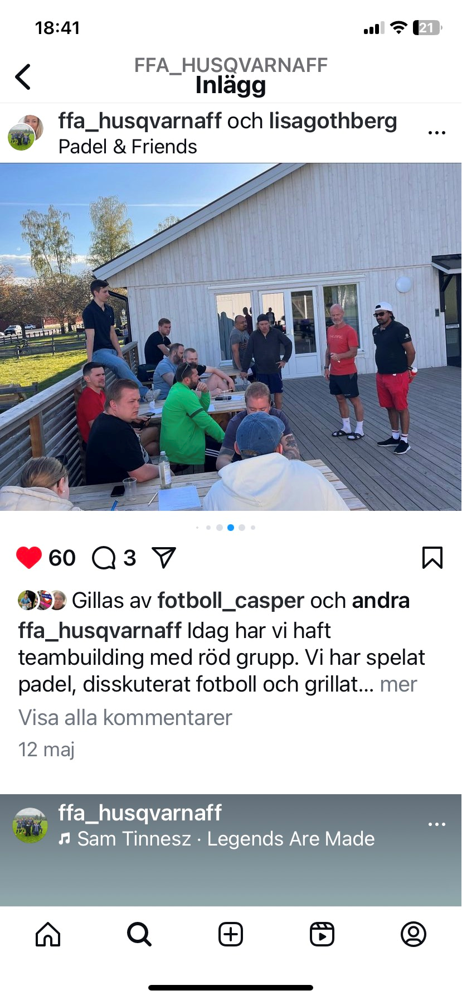 18:41
21
FFA_HUSQVARNAFF
Inlägg
ffa_husqvarnaff och lisagothberg
Padel & Friends
60
3
Gillas av fotboll_casper och andra
ffa_husqvarnaff Idag har vi haft
teambuilding med röd grupp. Vi har spelat
padel, disskuterat fotboll och grillat... mer
Visa alla kommentarer
12 maj
ffa_husqvarnaff
Sam Tinnesz · Legends Are Made